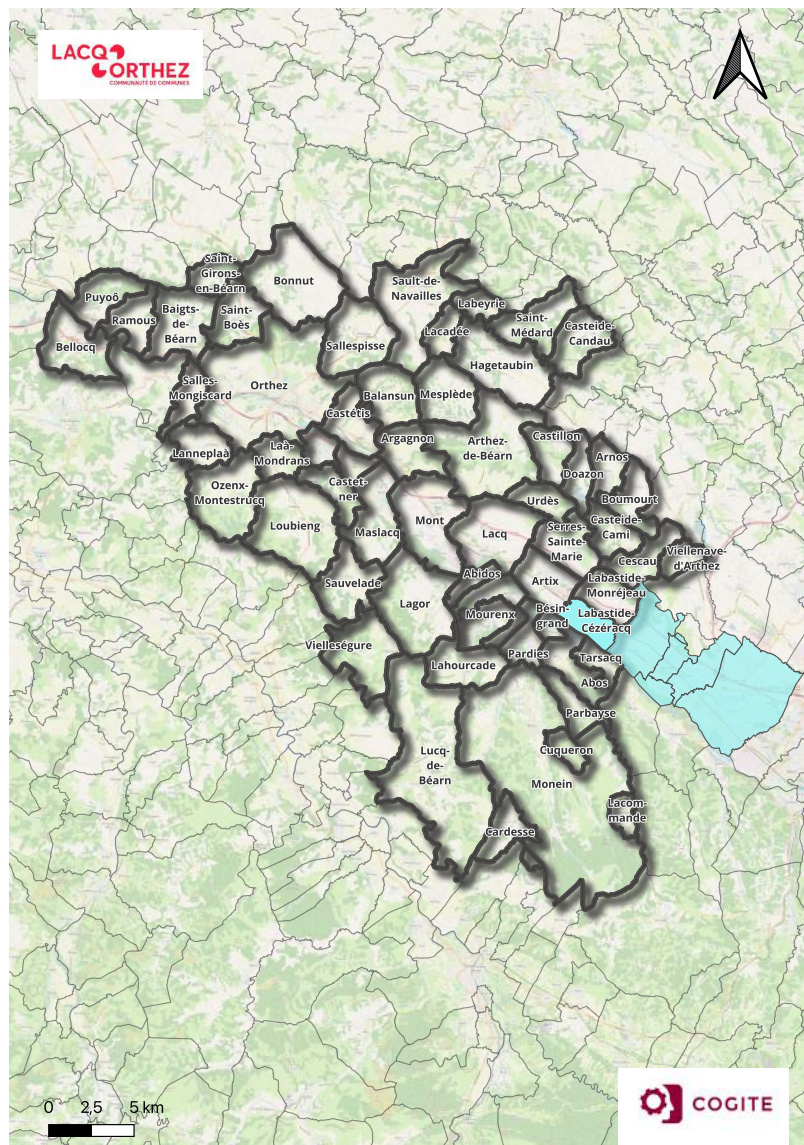 LACQ
ORTHEZ
COMMUNAUTÉ DE COMMUNES
Saint-
Girons-
en-Béarn
Bonnut
Sault-de-
Navailles
Puyoô
Ramous
Baigts-
de-
Béarn
Saint-
Boès
Labeyrie
Saint-
Médard
Casteide-
Candau
Bellocq
Sallespisse
Lacadée
Hagetaubin
Salles-
Mongiscard
Orthez
Balansun
Mesplède
Castétis
Argagnon
Arthez-
de-Béarn
Castillon
Arnos
Doazon
Lanneplaà
Laà-
Mondrans
Ozenx-
Montestrucq
Castet-
ner
Boumourt
Urdès
Loubieng
Maslacq
Mont
Lacq
Serres-
Sainte-
Marie
Casteide-
Cami
Cescau
Viellenave-
d'Arthez
Sauvelade
Abidos
Artix
Labastide-
Monréjeau
Lagor
Mourenx
Bésin-
grand
Labastide-
Cézéracq
Vielleségure
Lahourcade
Pardies
Tarsacq
Abos
Parbayse
Lucq-
de-
Béarn
Cuqueron
Monein
Lacom-
mande
Cardesse
0 2,5 5 km
COGITE